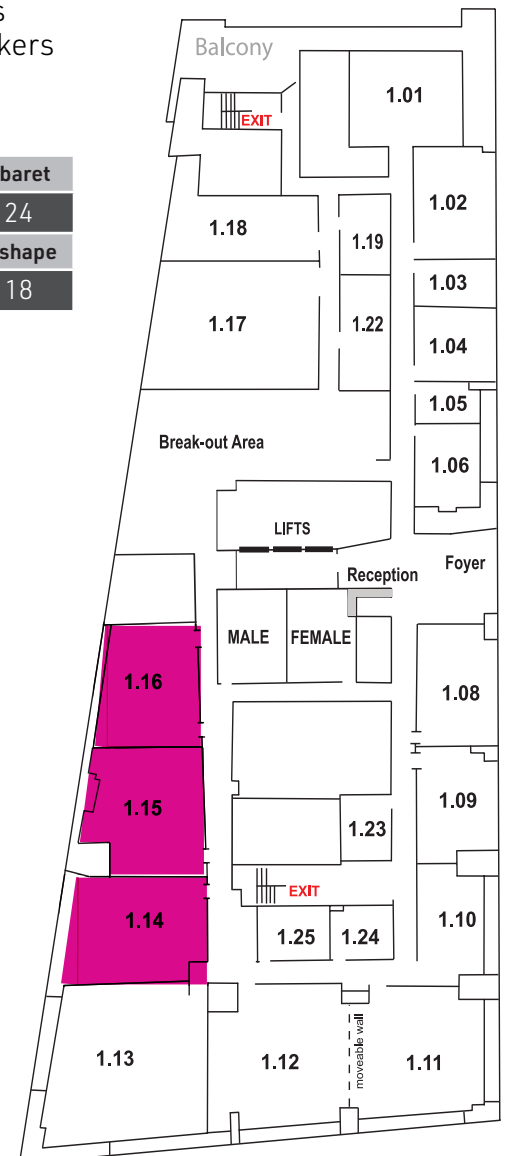 s
kers
Balcony
1.01
EXIT
baret
24
shape
18
1.02
1.18
1.19
1.03
1.17
1.22
1.04
1.05
Break-out Area
1.06
LIFTS
Foyer
Reception
MALE
FEMALE
1.16
1.08
1.15
1.09
1.23
EXIT
1.14
1.10
1.25
1.24
moveable wall
1.13
1.12
1.11